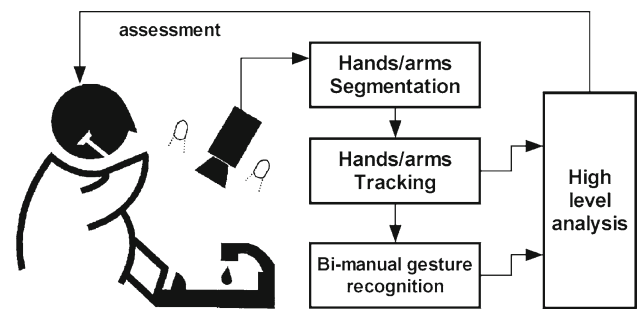 assessment
Hands/arms
Segmentation
Hands/arms
Tracking
Bi-manual gesture
recognition
High
level
analysis